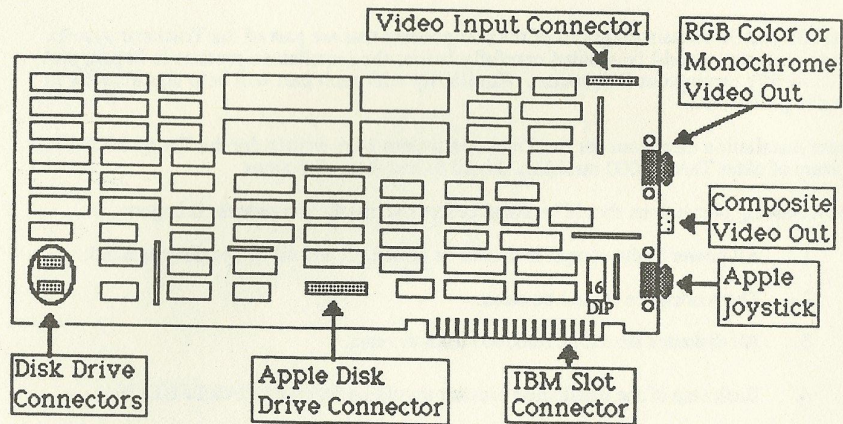 Video Input Connector
RGB Color or
Monochrome
Video Out
Composite
Video Out
Apple
Joystick
16
DIP
Disk Drive
Connectors
Apple Disk
Drive Connector
IBM Slot
Connector